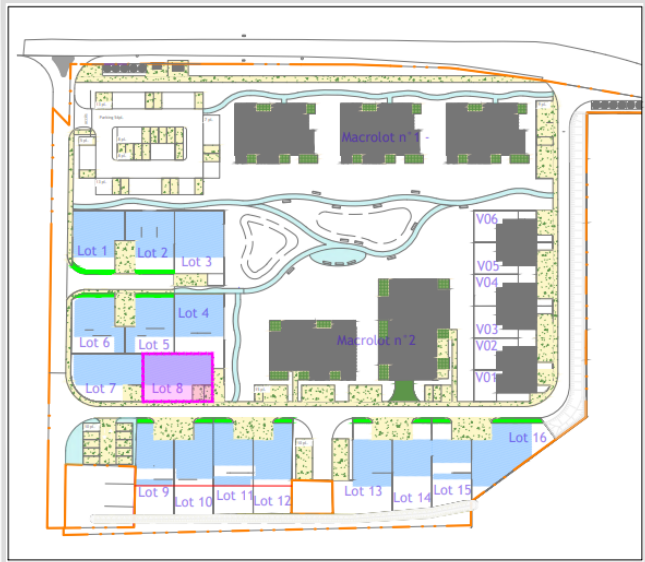 Parking 54pl.
Macrolot n°1 -
V06
Lot 1
Lot 2
Lot 3
V05
V04
Lot 4
V03
Lot 6
Lot 5
Macrolot n°2
V02
Lot 7
Lot 8
V01
Lot 16
Lot 9
Lot 10
Lot 11
Lot 12
Lot 13
Lot 14
Lot 15